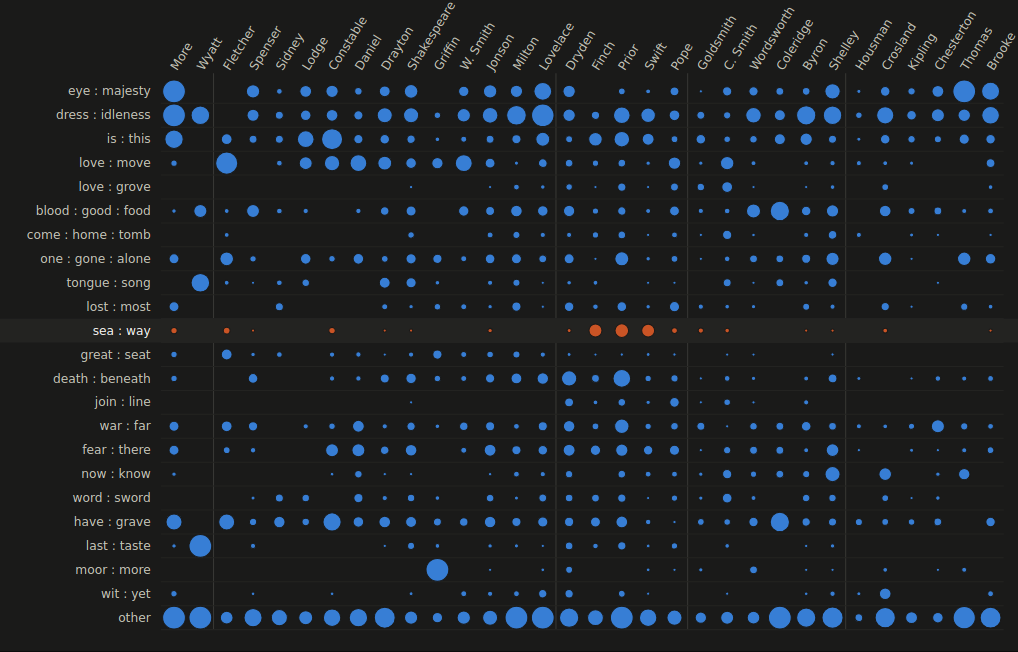 More Wyatt Fletcher Spenser Sidney Lodge Constable Daniel Drayton Shakespeare Griffin W. Smith Jonson Milton Lovelace Dryden Finch Prior Swift Pope Goldsmith C. Smith Wordsworth Coleridge Byron Shelley Housman Crosland Kipling Chesterton Thomas Brooke
eye : majesty
dress : idleness
is : this
love : move
love : grove
blood : good : food
come : home : tomb
one : gone : alone
tongue : song
lost : most
sea : way
great : seat
death : beneath
join : line
war : far
fear : there
now : know
word : sword
have : grave
last : taste
moor : more
wit : yet
other